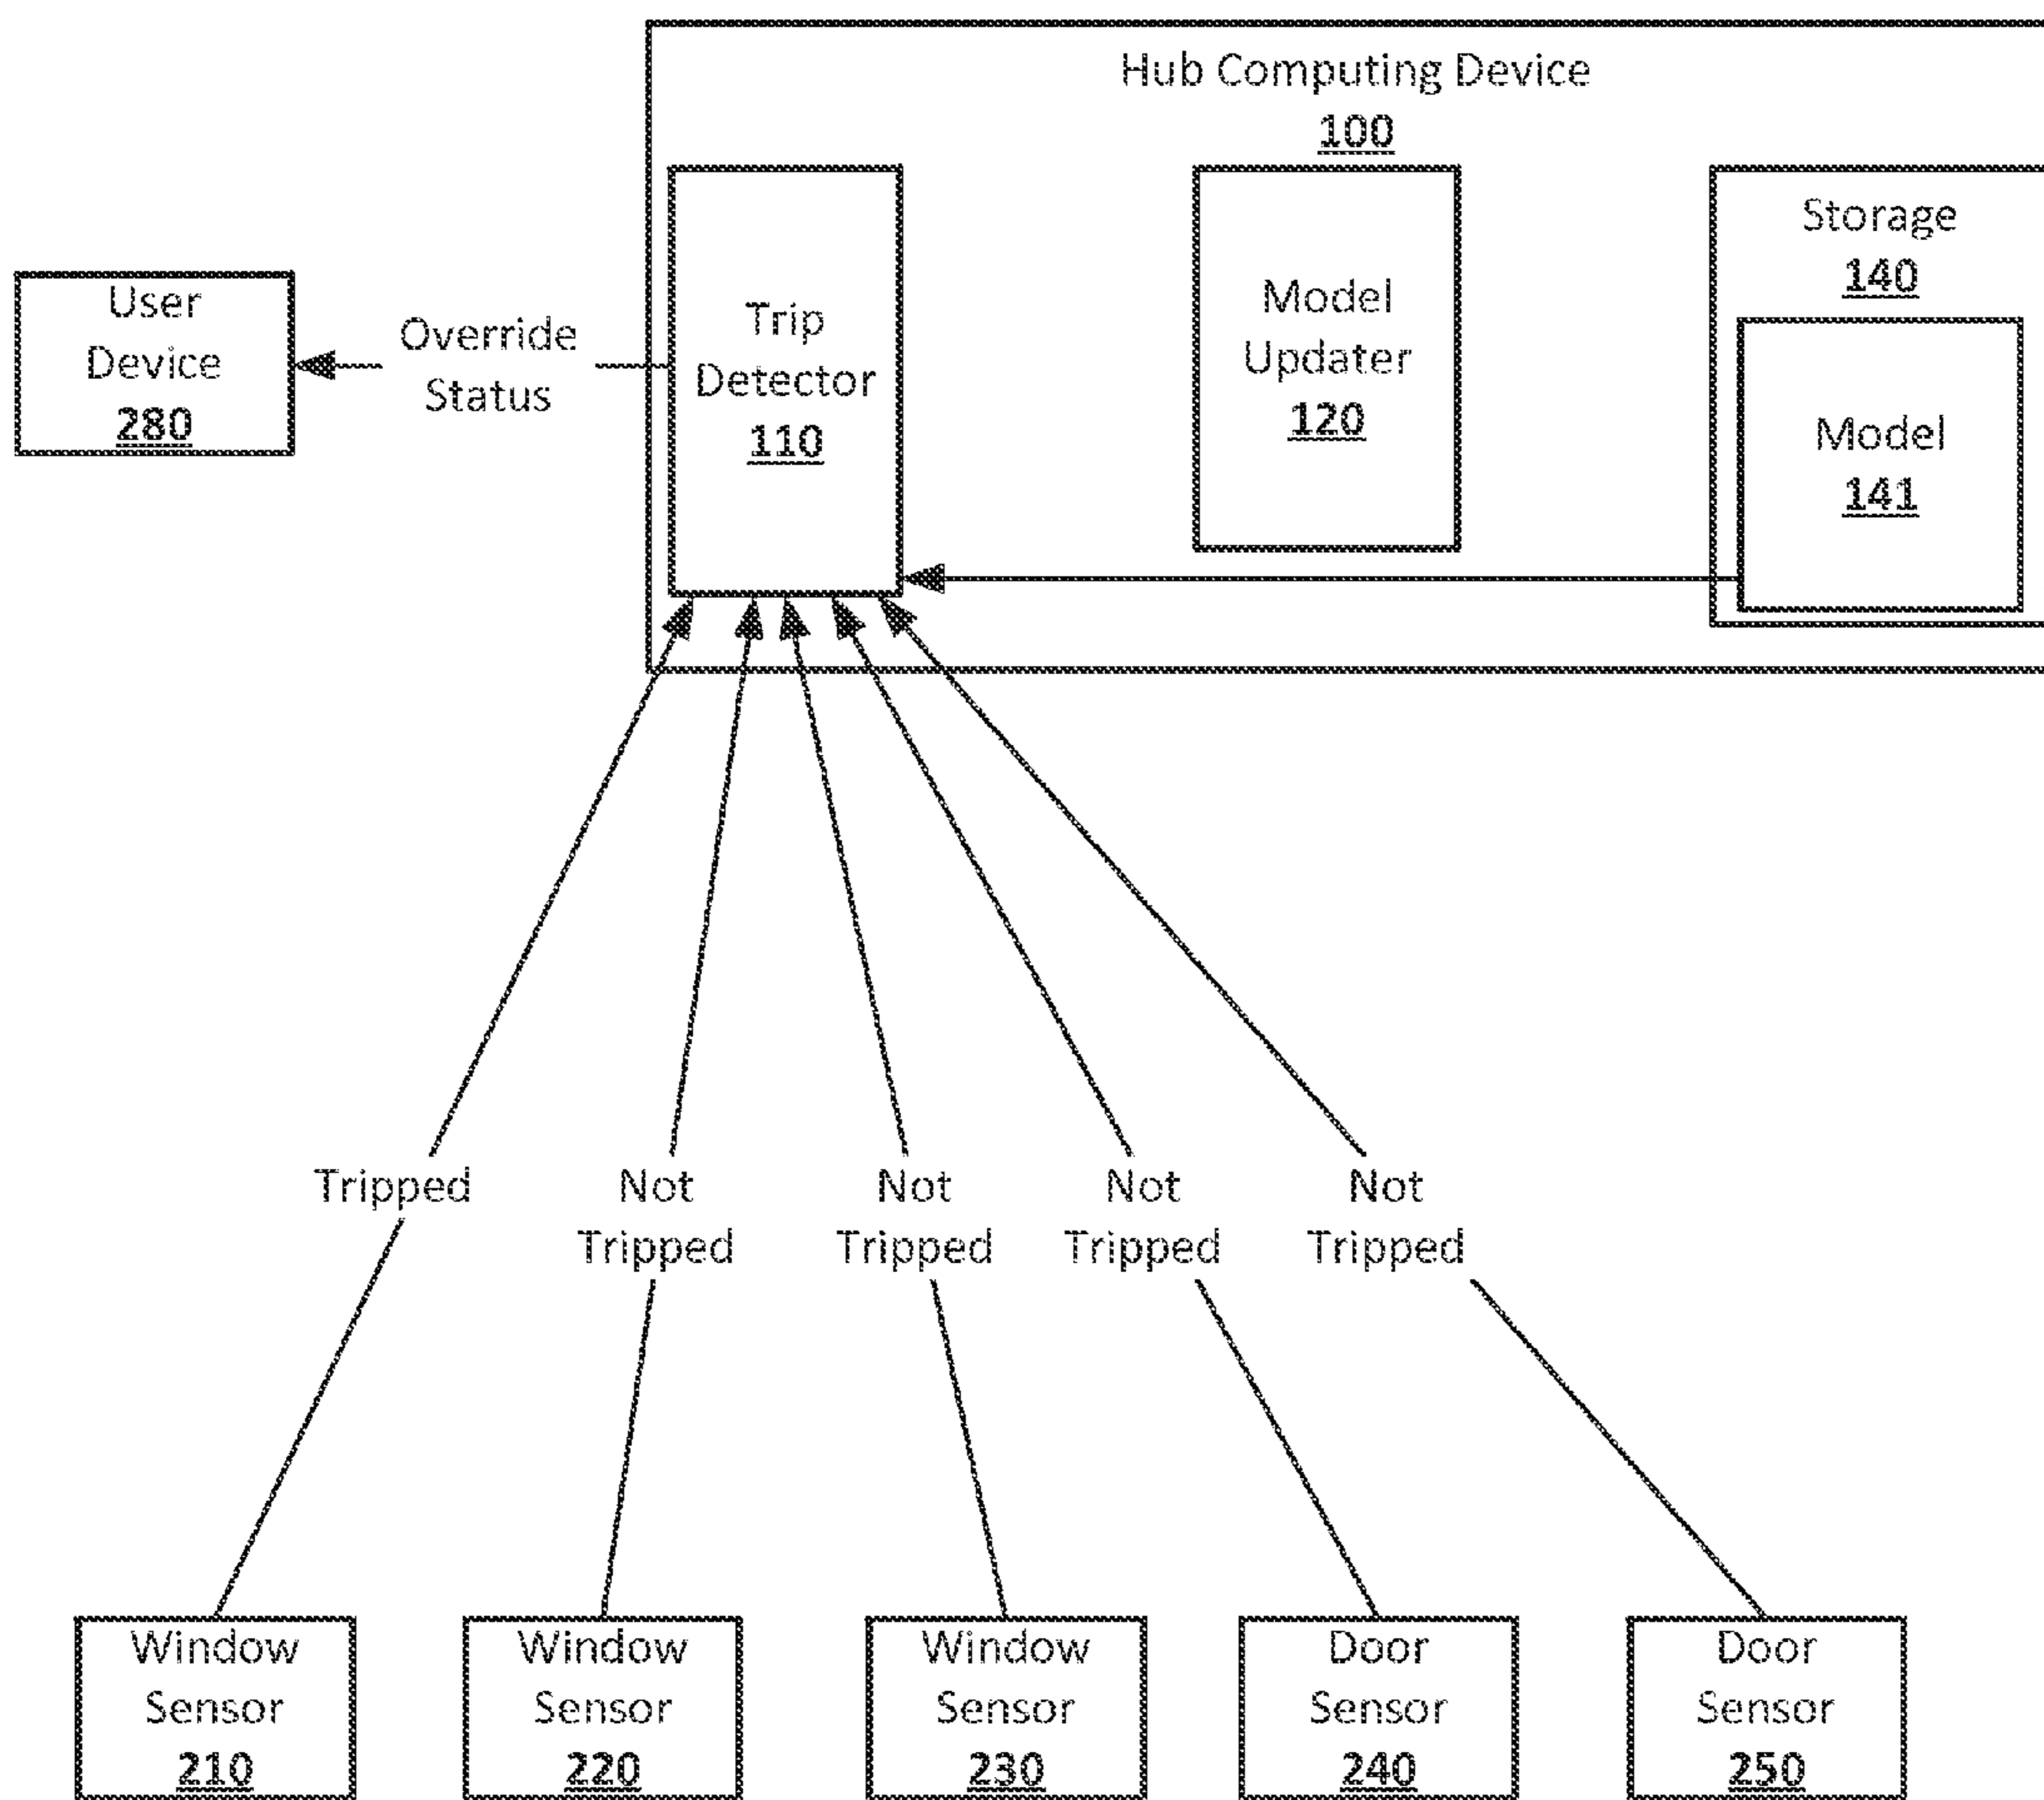 Hub Computing Device
100
User
Device
280
Override
Status
Trip
Detector
110
Model
Updater
120
Storage
140
Model
141
Tripped
Not
Tripped
Not
Tripped
Not
Tripped
Not
Tripped
Window
Sensor
210
Window
Sensor
220
Window
Sensor
230
Door
Sensor
240
Door
Sensor
250